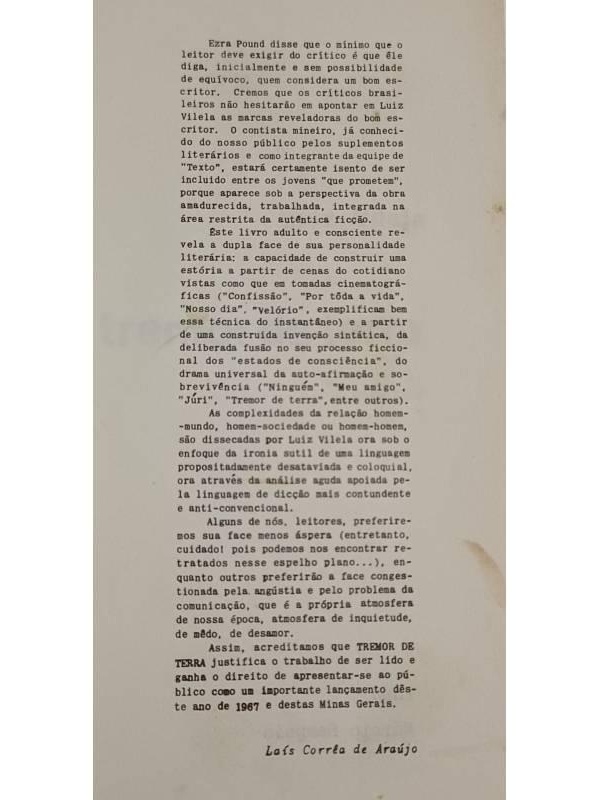 Ezra Pound disse que o mínimo que o
leitor deve exigir do crítico é que êle
diga, inicialmente e sem possibilidade
de equívoco, quem considera um bom es-
critor. Cremos que os críticos brasi-
leiros não hesitarão em apontar em Luiz
Vilela as marcas reveladoras do bom es-
critor. O contista mineiro, já conheci-
do do nosso público pelos suplementos
literários e como integrante da equipe de
"Texto", estará certamente isento de ser
incluido entre os jovens "que prometem",
porque aparece sob a perspectiva da obra
amadurecida, trabalhada, integrada na
área restrita da autêntica ficção.
Êste livro adulto e consciente re-
vela a dupla face de sua personalidade
literária: a capacidade de construir uma
estória a partir de cenas do cotidiano
vistas como que em tomadas cinematográ-
ficas ("Confissão", "Por tôda a vida",
"Nosso dia", "Velório", exemplificam bem
essa técnica do instantâneo) e a partir
de uma construída invenção sintática, da
deliberada fusão no seu processo ficcio-
nal dos "estados de consciência", do
drama universal da auto-afirmação e so-
brevivência ("Ninguém", "Meu amigo",
"Júri", "Tremor de terra", entre outros).
As complexidades da relação homem-
-mundo, homem-sociedade ou homem-homem,
são dissecadas por Luiz Vilela ora sob o
enfoque da ironia sutil de uma linguagem
propositadamente desataviada e coloquial,
ora através da análise aguda apoiada pe-
la linguagem de dicção mais contundente
e anti-convencional.
Alguns de nós, leitores, preferire-
mos sua face menos áspera (entretanto,
cuidado! pois podemos nos encontrar re-
tratados nesse espelho plano...), en-
quanto outros preferirão a face conges-
tionada pela angústia e pelo problema da
comunicação, que é a própria atmosfera
de nossa época, atmosfera de inquietude,
de mêdo, de desamor.
Assim, acreditamos que TREMOR DE
TERRA justifica o trabalho de ser lido e
ganha o direito de apresentar-se ao pú-
blico como um importante lançamento dês-
te ano de 1967 e destas Minas Gerais.
Laís Corrêa de Araújo